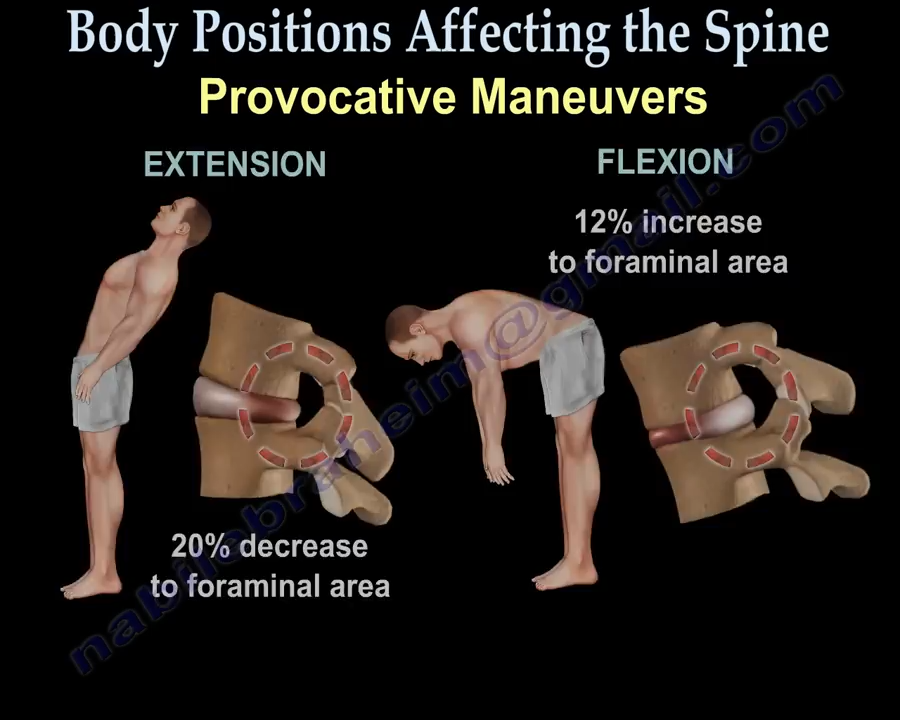 Body Positions Affecting the Spine
Provocative Maneuvers
EXTENSION
FLEXION
12% increase
to foraminal area
20% decrease
to foraminal area
nabilebraheim@gmail.com